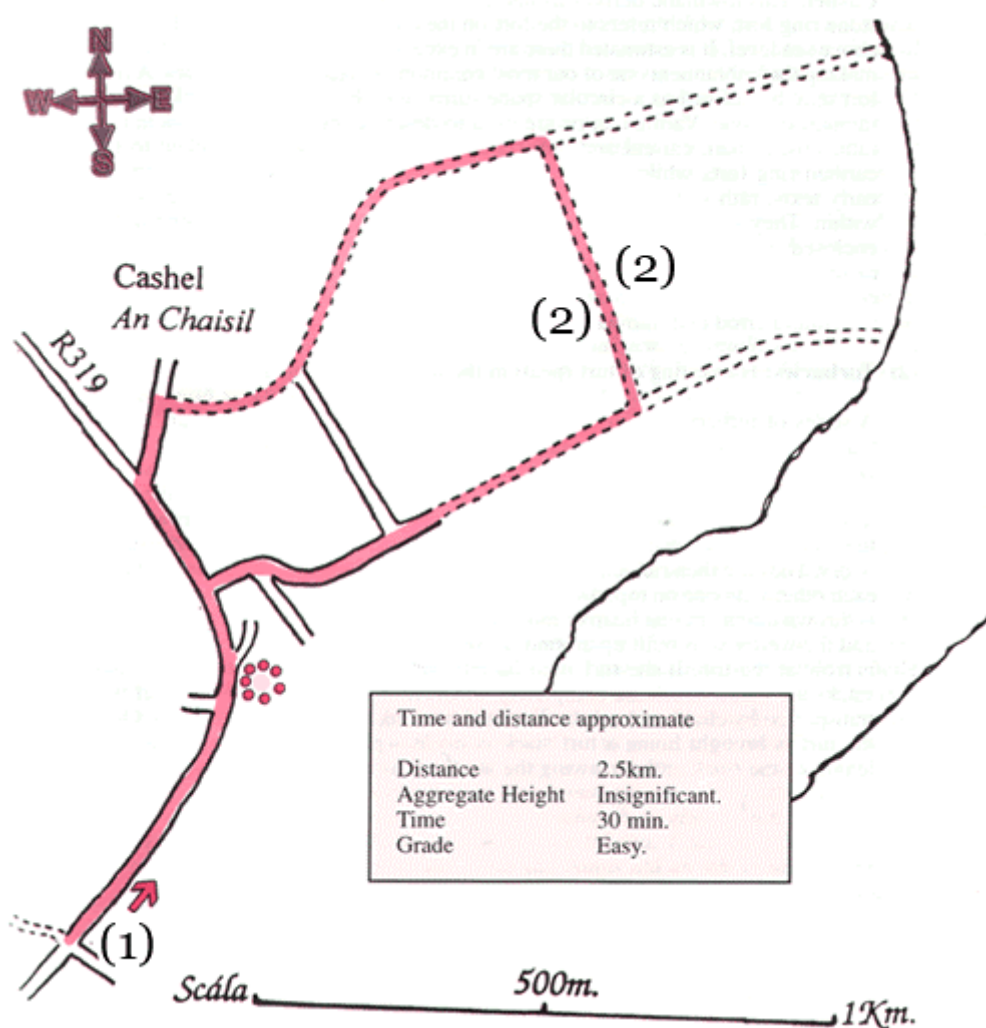 N
W E
S
Cashel
An Chaisil
R319
(2)
(2)
Time and distance approximate
Distance 2.5km.
Aggregate Height Insignificant.
Time 30 min.
Grade Easy.
(1)
Scála 500m. 1Km.